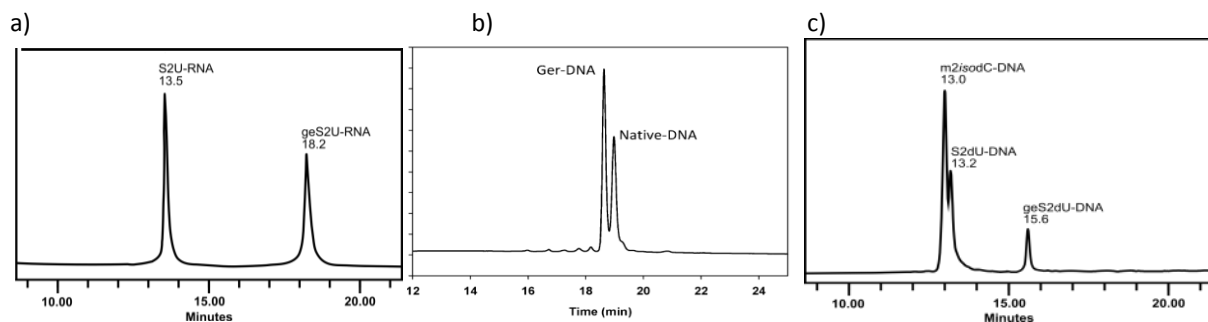 a)
S2U-RNA
13.5
geS2U-RNA
18.2
10.00 15.00 20.00
Minutes
b)
Ger-DNA
Native-DNA
12 14 16 18 20 22 24
Time (min)
c)
m2isodC-DNA
13.0
S2dU-DNA
13.2
geS2dU-DNA
15.6
10.00 15.00 20.00
Minutes